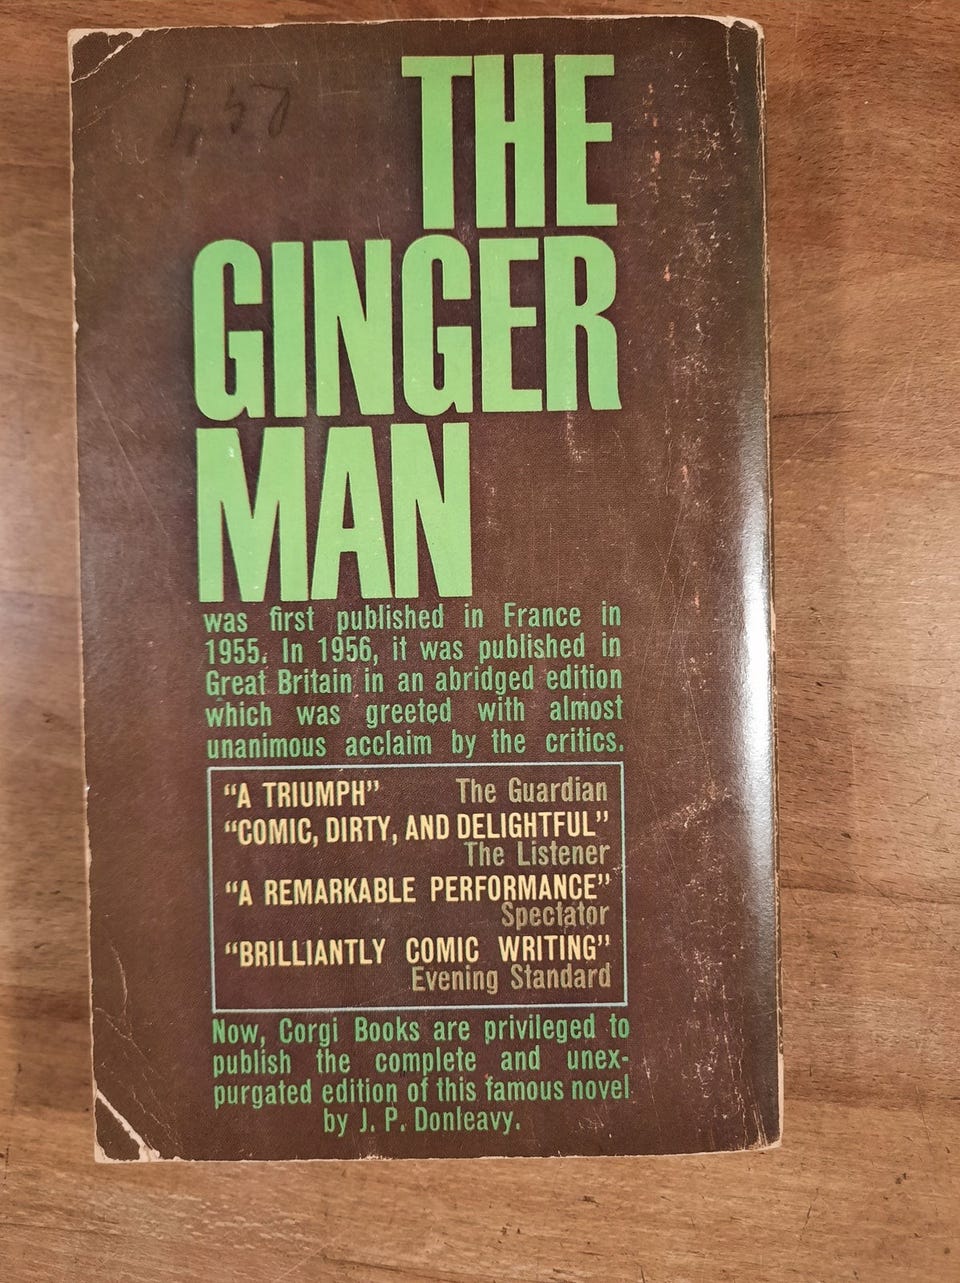 THE
GINGER
MAN
was first published in France in
1955. In 1956, it was published in
Great Britain in an abridged edition
which was greeted with almost
unanimous acclaim by the critics.
“A TRIUMPH” The Guardian
“COMIC, DIRTY, AND DELIGHTFUL”
The Listener
“A REMARKABLE PERFORMANCE”
Spectator
“BRILLIANTLY COMIC WRITING”
Evening Standard
Now, Corgi Books are privileged to
publish the complete and unex-
purgated edition of this famous novel
by J. P. Donleavy.